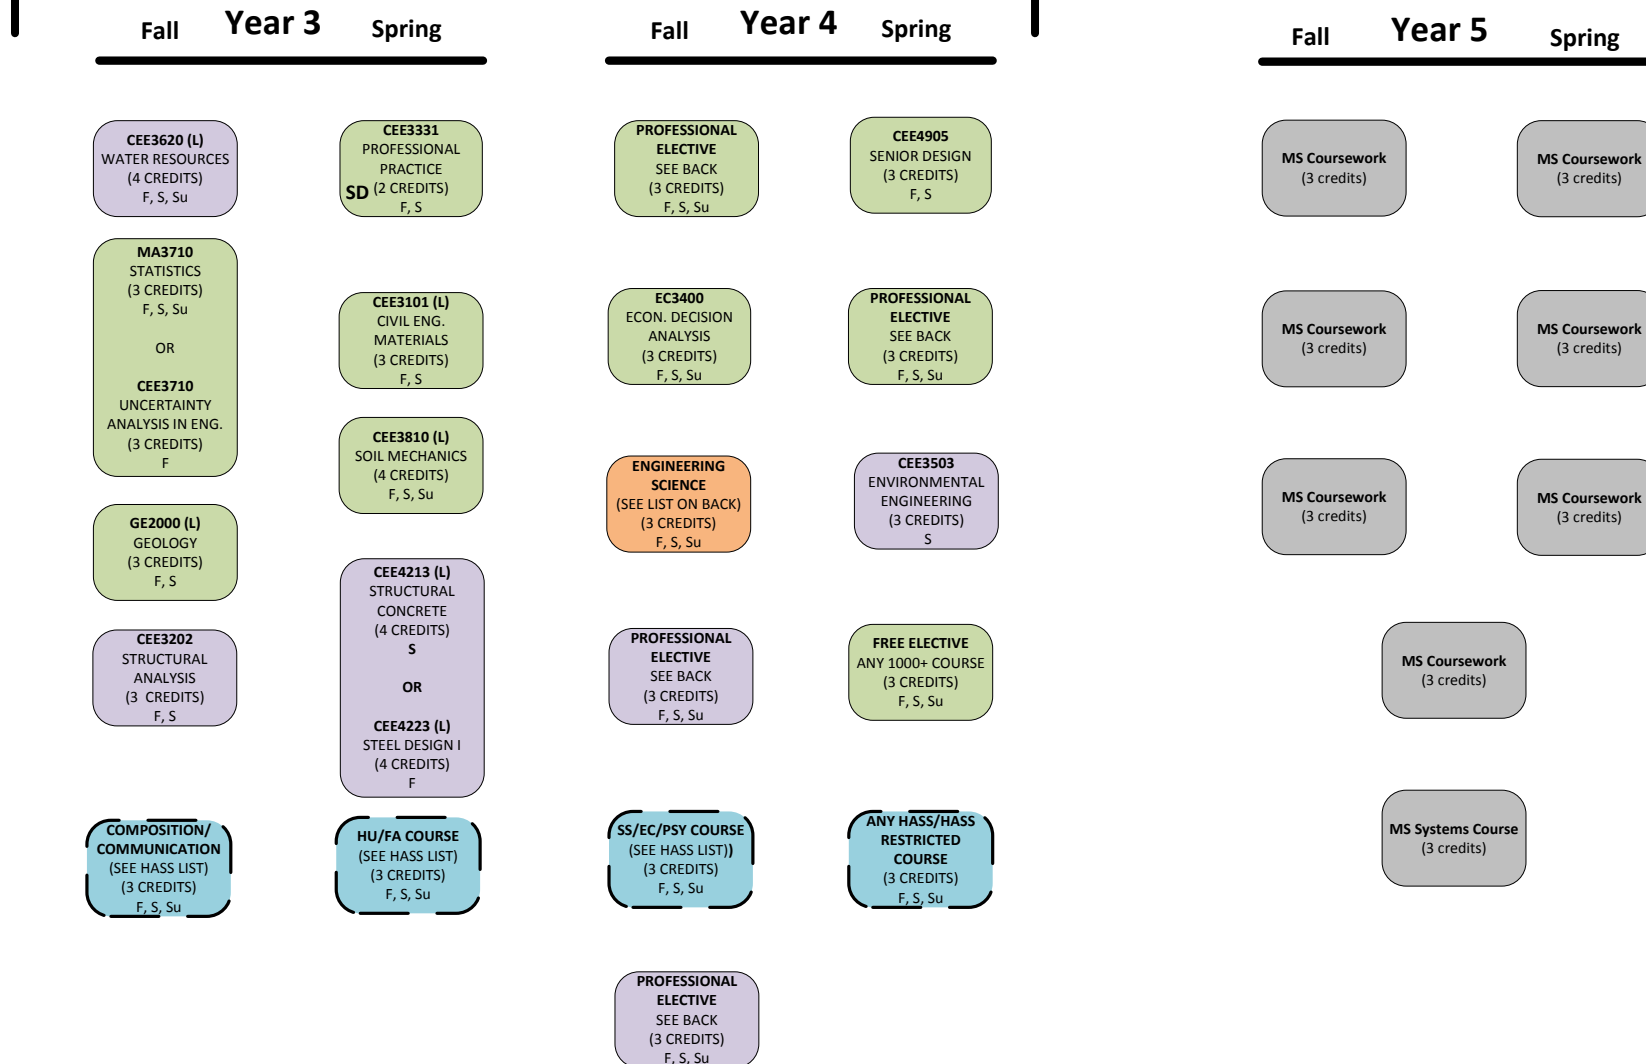 Fall Year 3 Spring
CEE3620 (L)
WATER RESOURCES
(4 CREDITS)
F, S, Su
MA3710
STATISTICS
(3 CREDITS)
F, S, Su
OR
CEE3710
UNCERTAINTY
ANALYSIS IN ENG.
(3 CREDITS)
F
GE2000 (L)
GEOLOGY
(3 CREDITS)
F, S
CEE3202
STRUCTURAL
ANALYSIS
(3 CREDITS)
F, S
COMPOSITION/
COMMUNICATION
(SEE HASS LIST)
(3 CREDITS)
F, S, Su
CEE3331
PROFESSIONAL
PRACTICE
SD (2 CREDITS)
F, S
CEE3101 (L)
CIVIL ENG.
MATERIALS
(3 CREDITS)
F, S
CEE3810 (L)
SOIL MECHANICS
(4 CREDITS)
F, S, Su
CEE4213 (L)
STRUCTURAL
CONCRETE
(4 CREDITS)
S
OR
CEE4223 (L)
STEEL DESIGN I
(4 CREDITS)
F
HU/FA COURSE
(SEE HASS LIST)
(3 CREDITS)
F, S, Su
Fall Year 4 Spring
PROFESSIONAL
ELECTIVE
SEE BACK
(3 CREDITS)
F, S, Su
EC3400
ECON. DECISION
ANALYSIS
(3 CREDITS)
F, S, Su
ENGINEERING
SCIENCE
(SEE LIST ON BACK)
(3 CREDITS)
F, S, Su
PROFESSIONAL
ELECTIVE
SEE BACK
(3 CREDITS)
F, S, Su
SS/EC/PSY COURSE
(SEE HASS LIST))
(3 CREDITS)
F, S, Su
PROFESSIONAL
ELECTIVE
SEE BACK
(3 CREDITS)
F, S, Su
CEE4905
SENIOR DESIGN
(3 CREDITS)
F, S
PROFESSIONAL
ELECTIVE
SEE BACK
(3 CREDITS)
F, S, Su
CEE3503
ENVIRONMENTAL
ENGINEERING
(3 CREDITS)
S
FREE ELECTIVE
ANY 1000+ COURSE
(3 CREDITS)
F, S, Su
ANY HASS/HASS
RESTRICTED
COURSE
(3 CREDITS)
F, S, Su
Fall Year 5 Spring
MS Coursework
(3 credits)
MS Coursework
(3 credits)
MS Coursework
(3 credits)
MS Coursework
(3 credits)
MS Coursework
(3 credits)
MS Coursework
(3 credits)
MS Coursework
(3 credits)
MS Systems Course
(3 credits)